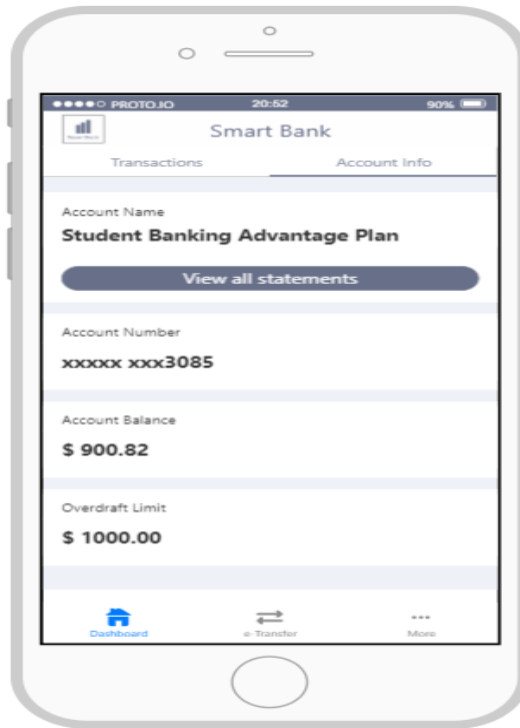 PROTO.IO 20:52 90%
Smart Bank
Transactions Account Info
Account Name
Student Banking Advantage Plan
View all statements
Account Number
xxxxx xxx3085
Account Balance
$ 900.82
Overdraft Limit
$ 1000.00
Dashboard e-Transfer More